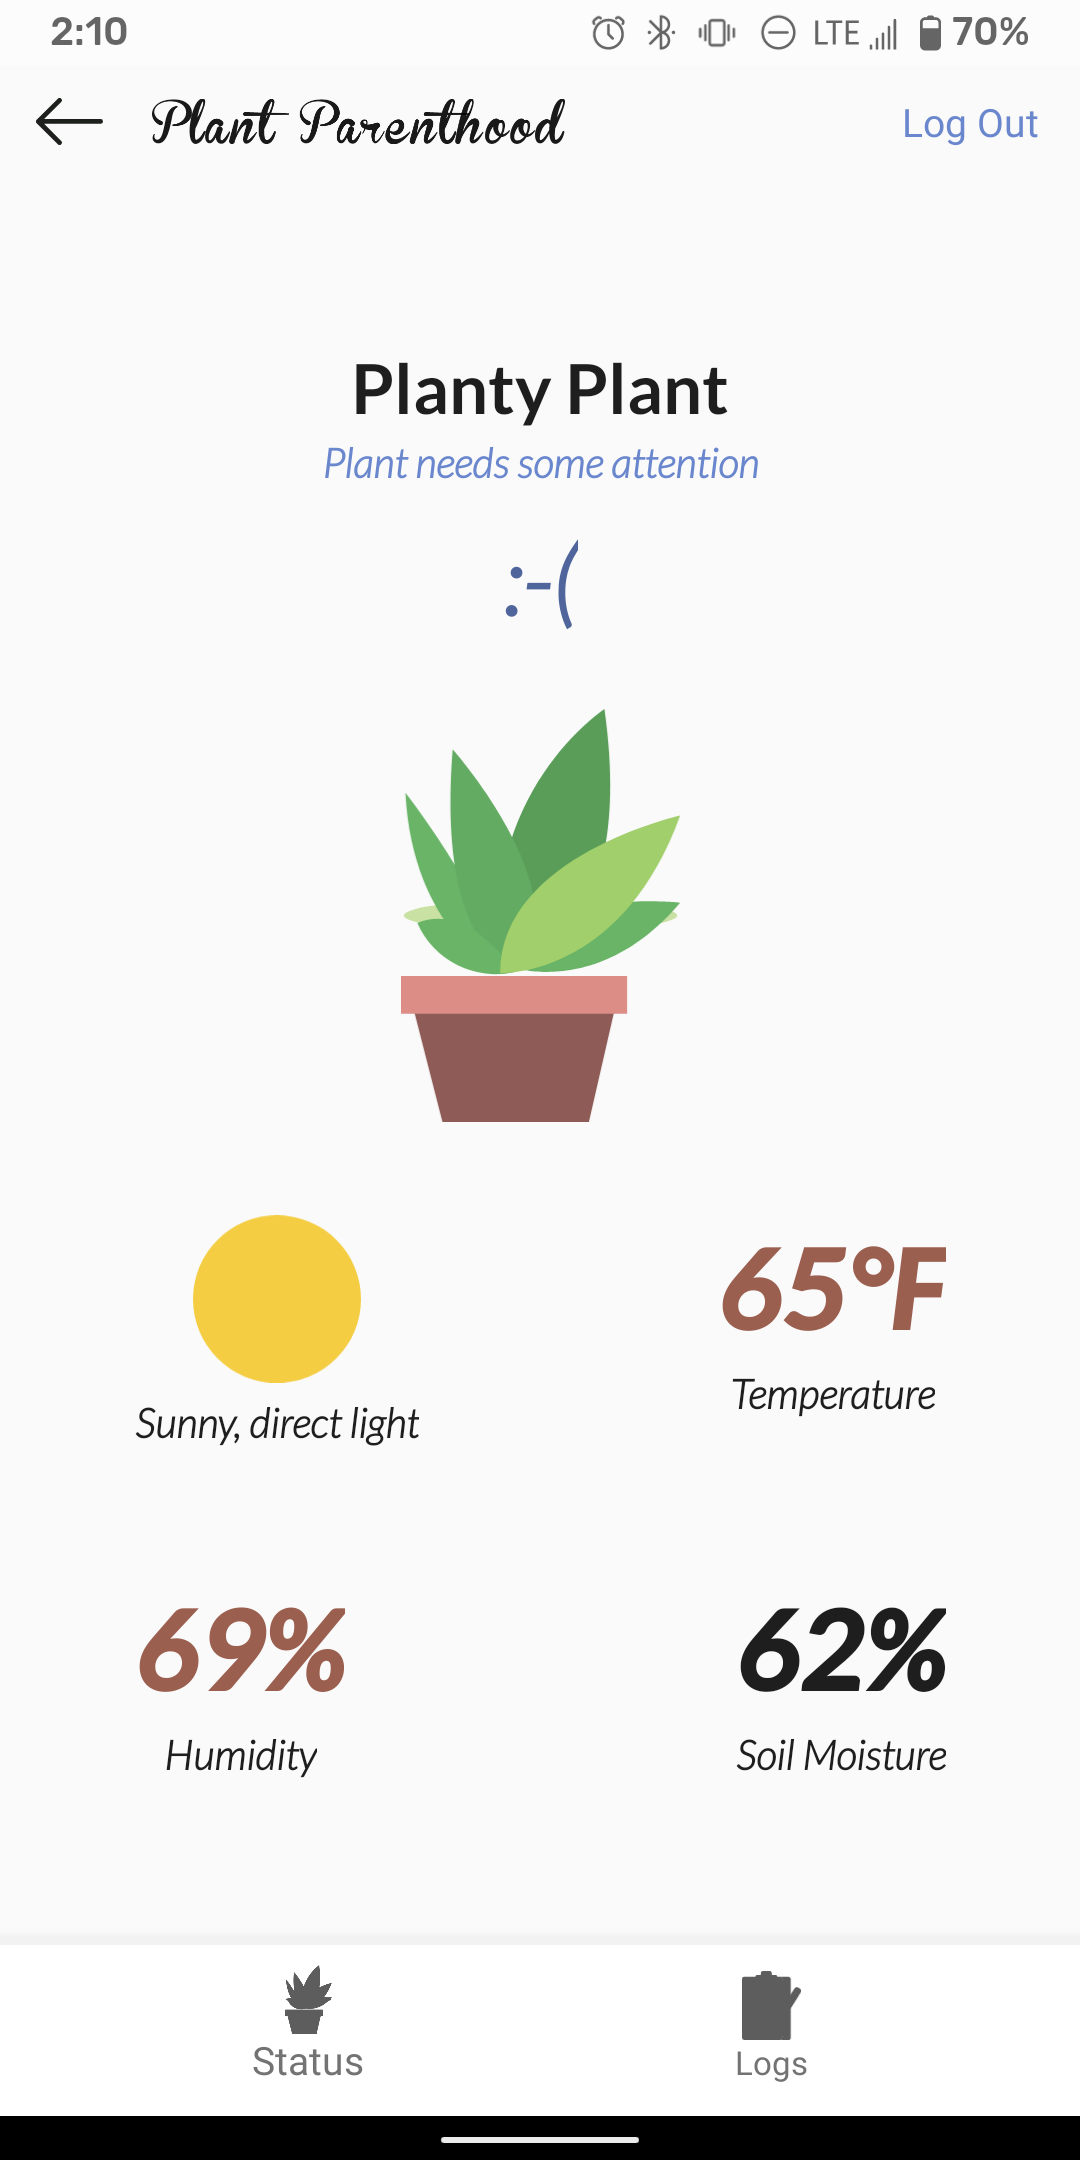 2:10 LTE 70%
Plant Parenthood Log Out
Planty Plant
Plant needs some attention
:-(
65°F
Sunny, direct light Temperature
69% 62%
Humidity Soil Moisture
Status Logs